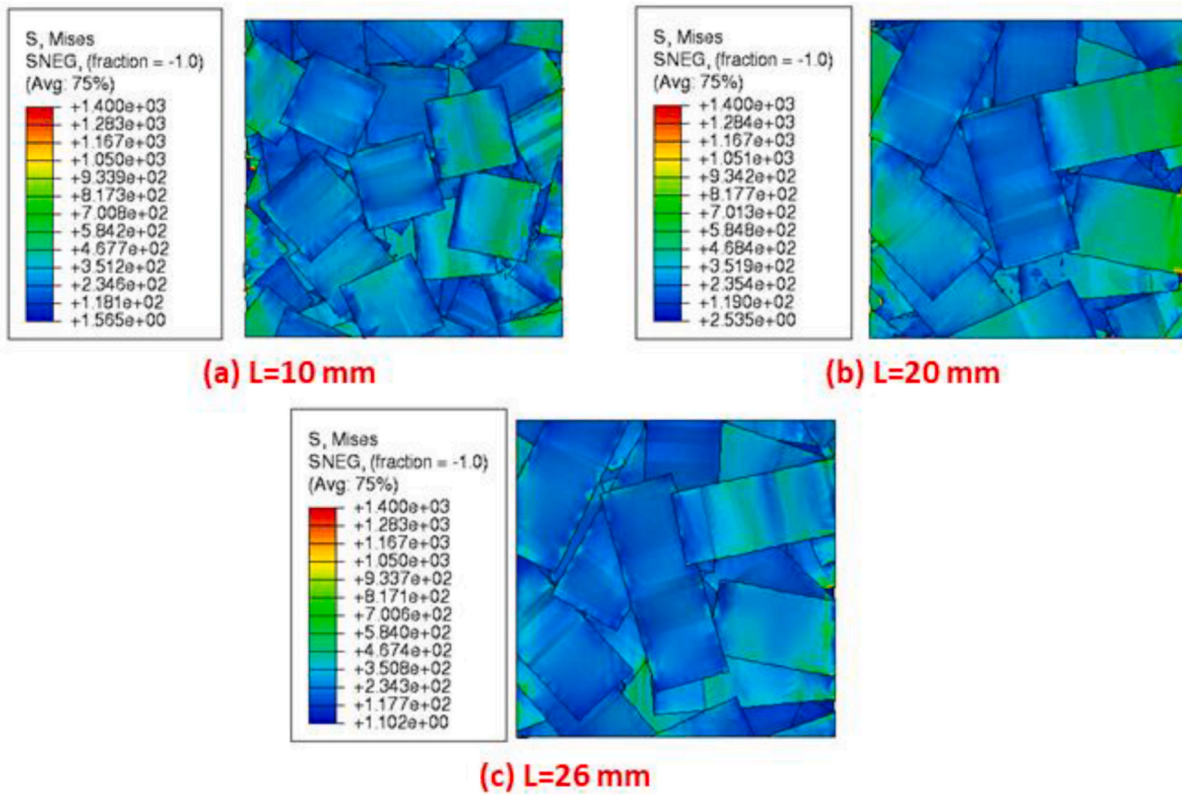 S, Mises
SNEG, (fraction = -1.0)
(Avg: 75%)
+1.400e+03
+1.283e+03
+1.167e+03
+1.050e+03
+9.339e+02
+8.173e+02
+7.008e+02
+5.842e+02
+4.677e+02
+3.512e+02
+2.346e+02
+1.181e+02
+1.565e+00
(a) L=10 mm
S, Mises
SNEG, (fraction = -1.0)
(Avg: 75%)
+1.400e+03
+1.284e+03
+1.167e+03
+1.051e+03
+9.342e+02
+8.177e+02
+7.013e+02
+5.848e+02
+4.684e+02
+3.519e+02
+2.354e+02
+1.190e+02
+2.535e+00
(b) L=20 mm
S, Mises
SNEG, (fraction = -1.0)
(Avg: 75%)
+1.400e+03
+1.283e+03
+1.167e+03
+1.050e+03
+9.337e+02
+8.171e+02
+7.006e+02
+5.840e+02
+4.674e+02
+3.508e+02
+2.343e+02
+1.177e+02
+1.102e+00
(c) L=26 mm